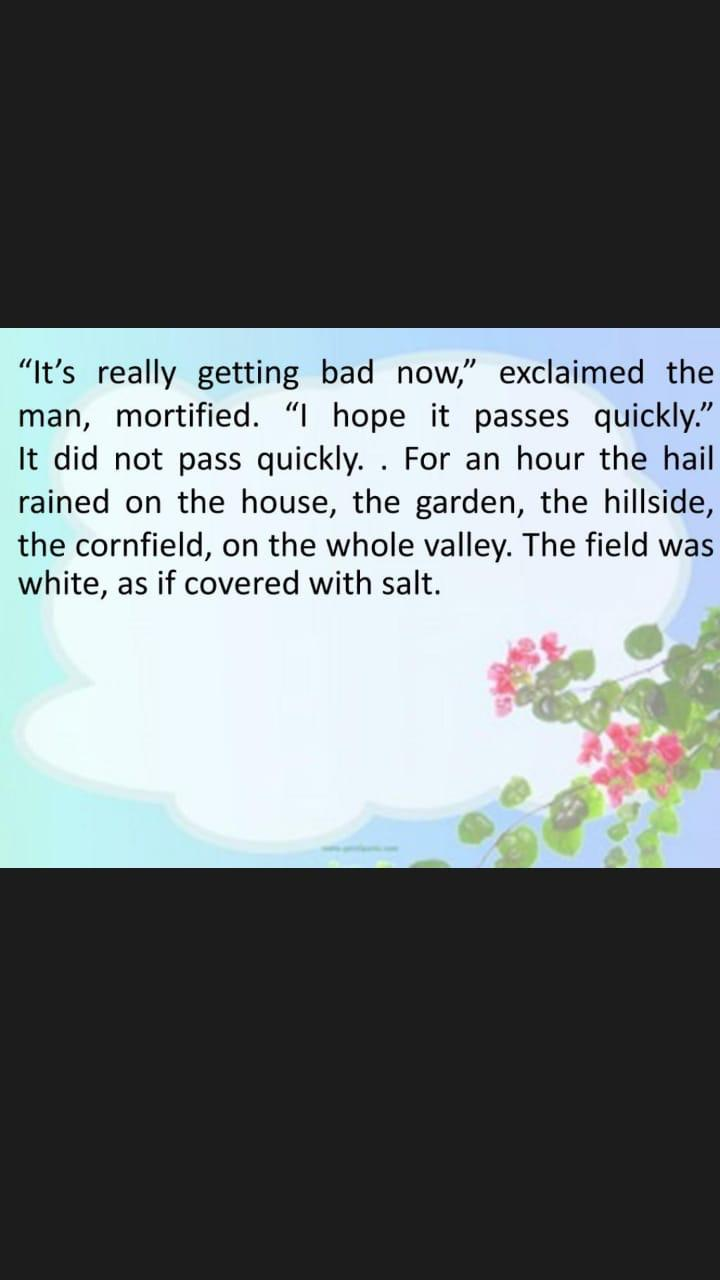 “It’s really getting bad now,” exclaimed the
man, mortified. “I hope it passes quickly.”
It did not pass quickly. . For an hour the hail
rained on the house, the garden, the hillside,
the cornfield, on the whole valley. The field was
white, as if covered with salt.